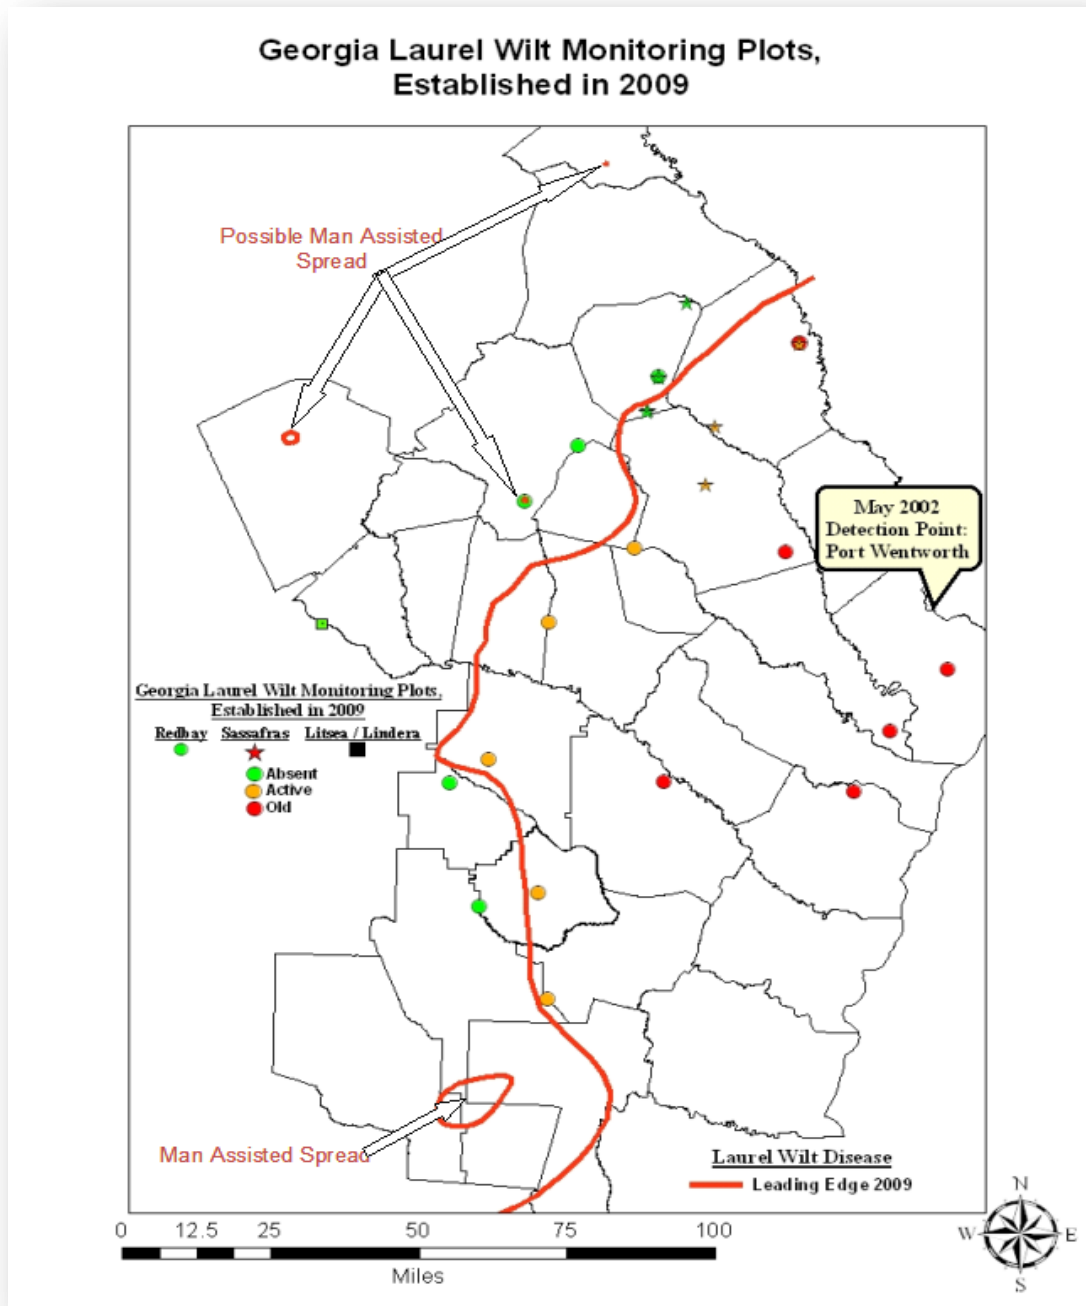 Georgia Laurel Wilt Monitoring Plots,
Established in 2009
Possible Man Assisted
Spread
May 2002
Detection Point:
Port Wentworth
Georgia Laurel Wilt Monitoring Plots,
Established in 2009
Redbay Sassafras Litsea / Lindera
Absent
Active
Old
Man Assisted Spread
Laurel Wilt Disease
Leading Edge 2009
N
W E
S
0 12.5 25 50 75 100
Miles